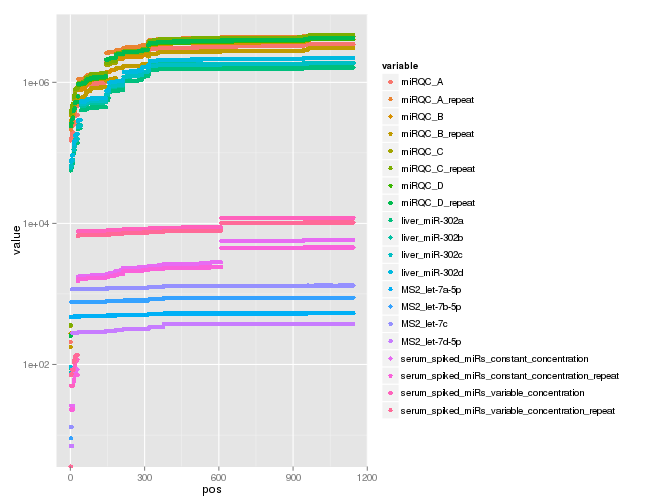 1e+06
1e+04
1e+02
value
0
300
600
900
1200
pos
variable
miRQC_A
miRQC_A_repeat
miRQC_B
miRQC_B_repeat
miRQC_C
miRQC_C_repeat
miRQC_D
miRQC_D_repeat
liver_miR-302a
liver_miR-302b
liver_miR-302c
liver_miR-302d
MS2_let-7a-5p
MS2_let-7b-5p
MS2_let-7c
MS2_let-7d-5p
serum_spiked_miRs_constant_concentration
serum_spiked_miRs_constant_concentration_repeat
serum_spiked_miRs_variable_concentration
serum_spiked_miRs_variable_concentration_repeat